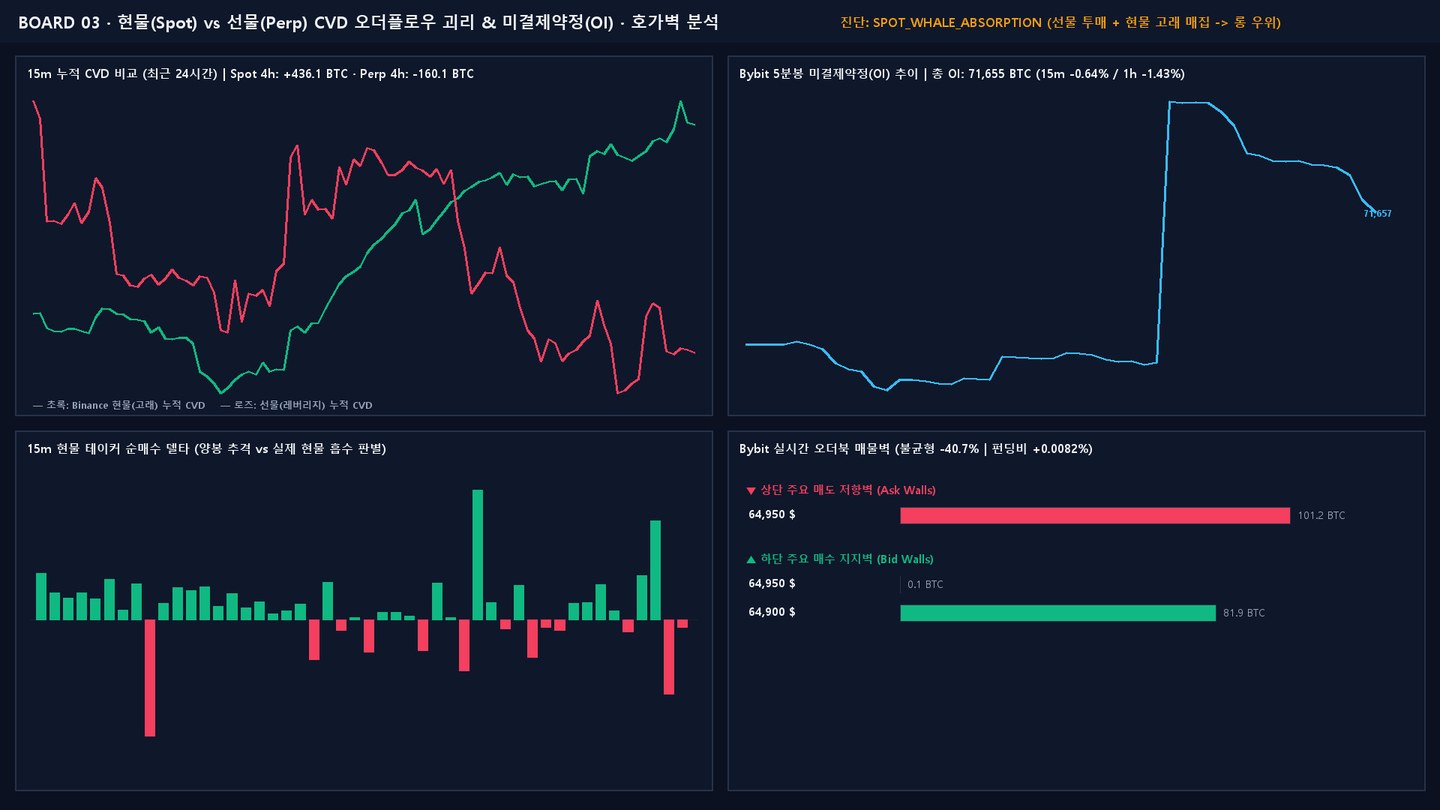 BOARD 03 · 현물(Spot) vs 선물(Perp) CVD 오더플로우 괴리 & 미결제약정(OI) · 호가벽 분석
진단: SPOT_WHALE_ABSORPTION (선물 투매 + 현물 고래 매집 -> 롱 우위)
15m 누적 CVD 비교 (최근 24시간) | Spot 4h: +436.1 BTC · Perp 4h: -160.1 BTC
— 초록: Binance 현물(고래) 누적 CVD — 로즈: 선물(레버리지) 누적 CVD
Bybit 5분봉 미결제약정(OI) 추이 | 총 OI: 71,655 BTC (15m -0.64% / 1h -1.43%)
71,657
15m 현물 테이커 순매수 델타 (양봉 추격 vs 실제 현물 흡수 판별)
Bybit 실시간 오더북 매물벽 (불균형 -40.7% | 펀딩비 +0.0082%)
▼ 상단 주요 매도 저항벽 (Ask Walls)
64,950 $ 101.2 BTC
▲ 하단 주요 매수 지지벽 (Bid Walls)
64,950 $ 0.1 BTC
64,900 $ 81.9 BTC